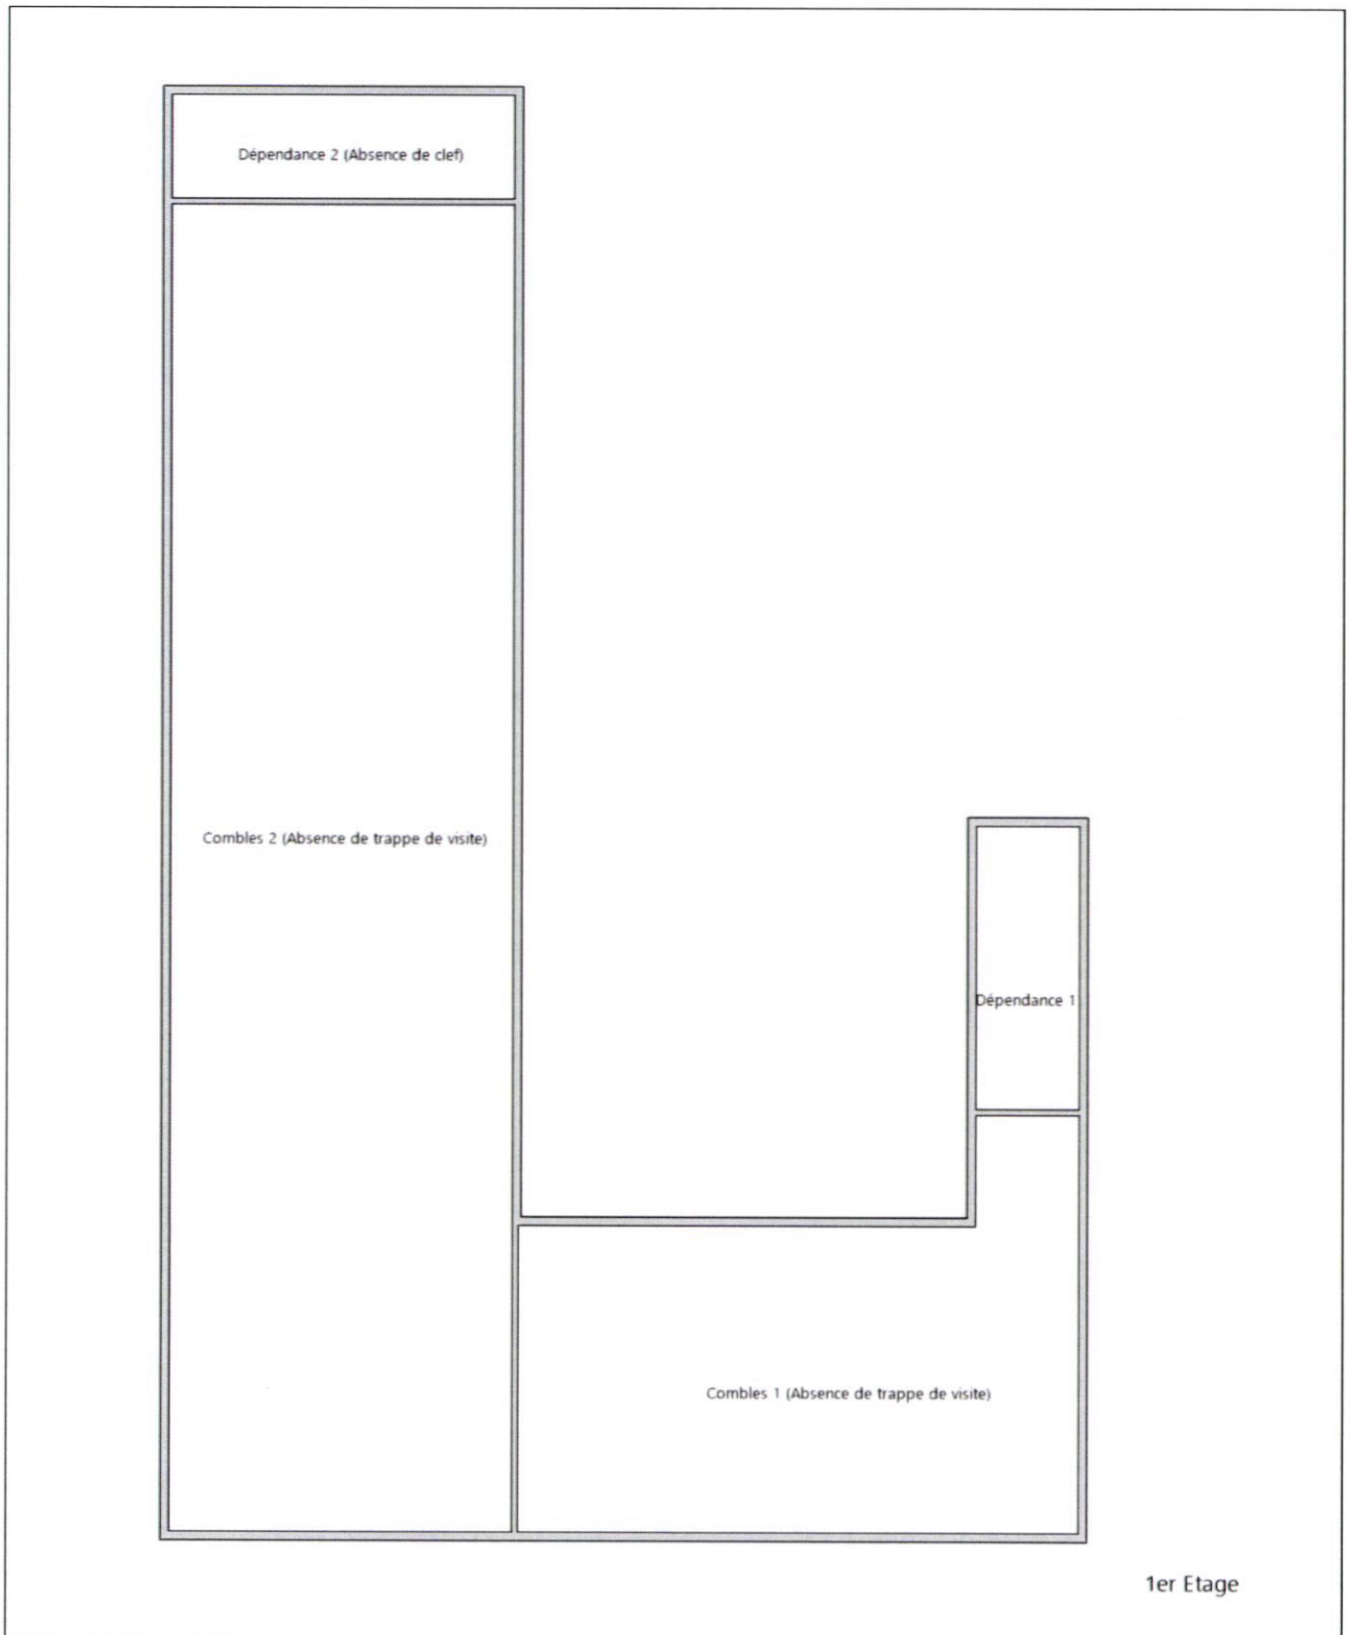 Dépendance 2 (Absence de clef)
Combles 2 (Absence de trappe de visite)
Dépendance 1
Combles 1 (Absence de trappe de visite)
1er Etage